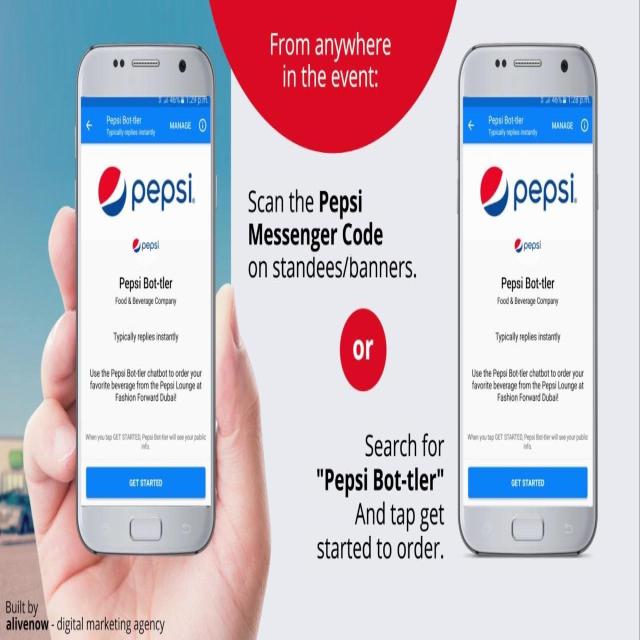 From anywhere
in the event:
46% 1:29 p.m.
Pepsi Bot-tler
Typically replies instantly
MANAGE
pepsi
pepsi
Pepsi Bot-tler
Food & Beverage Company
Typically replies instantly
Use the Pepsi Bot-tler chatbot to order your
favorite beverage from the Pepsi Lounge at
Fashion Forward Dubai!
When you tap GET STARTED, Pepsi Bot-tler will see your public
info.
GET STARTED
Scan the Pepsi
Messenger Code
on standees/banners.
or
Search for
"Pepsi Bot-tler"
And tap get
started to order.
46% 1:28 p.m.
Pepsi Bot-tler
Typically replies instantly
MANAGE
pepsi
pepsi
Pepsi Bot-tler
Food & Beverage Company
Typically replies instantly
Use the Pepsi Bot-tler chatbot to order your
favorite beverage from the Pepsi Lounge at
Fashion Forward Dubai!
When you tap GET STARTED, Pepsi Bot-tler will see your public
info.
GET STARTED
Built by
alivenow - digital marketing agency